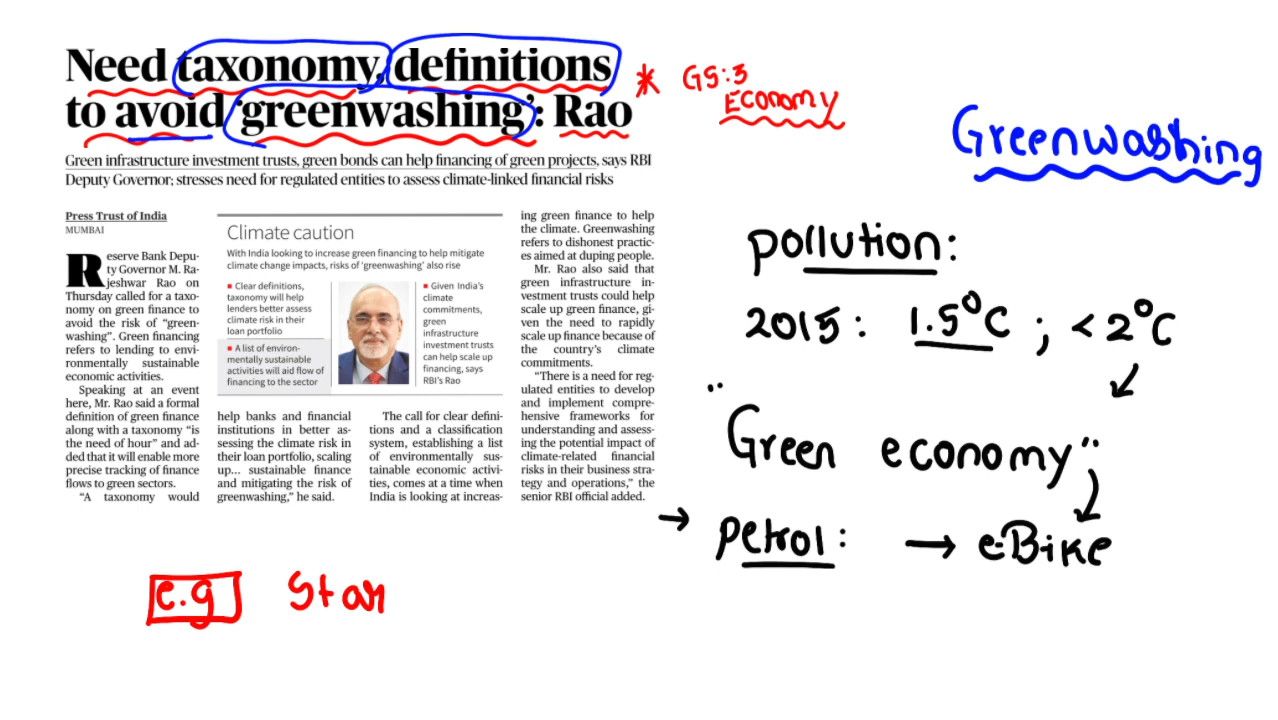 Need taxonomy, definitions
to avoid 'greenwashing': Rao
Green infrastructure investment trusts, green bonds can help financing of green projects, says RBI
Deputy Governor; stresses need for regulated entities to assess climate-linked financial risks
Press Trust of India
MUMBAI
Reserve Bank Depu-
ty Governor M. Ra-
jeshwar Rao on
Thursday called for a taxo-
nomy on green finance to
avoid the risk of “green-
washing”. Green financing
refers to lending to envi-
ronmentally sustainable
economic activities.
Speaking at an event
here, Mr. Rao said a formal
definition of green finance
along with a taxonomy “is
the need of hour” and ad-
ded that it will enable more
precise tracking of finance
flows to green sectors.
“A taxonomy would
Climate caution
With India looking to increase green financing to help mitigate
climate change impacts, risks of ‘greenwashing’ also rise
■ Clear definitions,
taxonomy will help
lenders better assess
climate risk in their
loan portfolio
■ A list of environ-
mentally sustainable
activities will aid flow of
financing to the sector
■ Given India’s
climate
commitments,
green
infrastructure
investment trusts
can help scale up
financing, says
RBI’s Rao
help banks and financial
institutions in better as-
sessing the climate risk in
their loan portfolio, scaling
up... sustainable finance
and mitigating the risk of
greenwashing,” he said.
The call for clear defini-
tions and a classification
system, establishing a list
of environmentally sus-
tainable economic activi-
ties, comes at a time when
India is looking at increas-
ing green finance to help
the climate. Greenwashing
refers to dishonest practic-
es aimed at duping people.
Mr. Rao also said that
green infrastructure in-
vestment trusts could help
scale up green finance, gi-
ven the need to rapidly
scale up finance because of
the country’s climate
commitments.
“There is a need for reg-
ulated entities to develop
and implement compre-
hensive frameworks for
understanding and assess-
ing the potential impact of
climate-related financial
risks in their business stra-
tegy and operations,” the
senior RBI official added.
* GS:3
Economy
Greenwashing
pollution:
2015: 1.5°C ; < 2°C
"Green economy"
→ petrol: → e-Bike
e.g Star